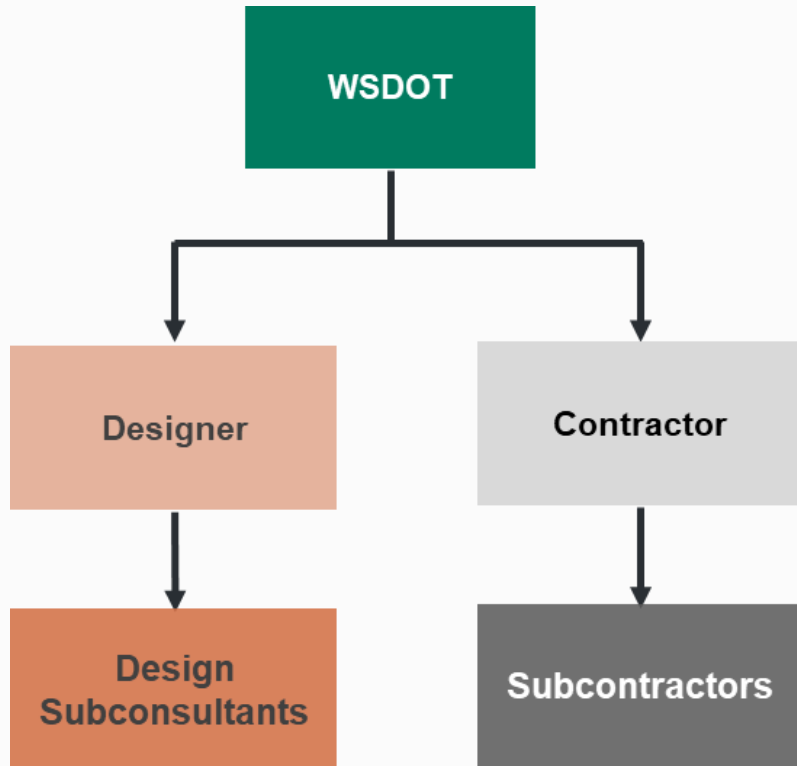 WSDOT
Designer
Contractor
Design
Subconsultants
Subcontractors